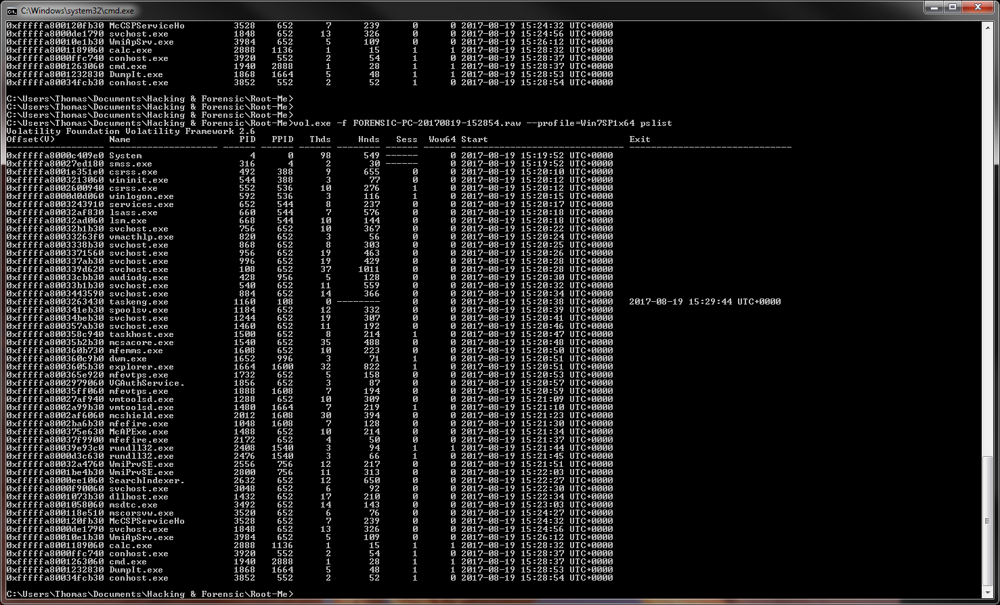 C:\Windows\system32\cmd.exe
0xfffffa800120fb30 McCSPServiceHo 3528 652 7 239 0 0 2017-08-19 15:24:32 UTC+0000
0xfffffa8000de1790 svchost.exe 1848 652 13 326 0 0 2017-08-19 15:24:56 UTC+0000
0xfffffa80010e1b30 WmiApSrv.exe 3984 652 5 109 0 0 2017-08-19 15:26:12 UTC+0000
0xfffffa8001189060 calc.exe 2888 1136 1 15 1 1 2017-08-19 15:28:32 UTC+0000
0xfffffa8000ffc740 conhost.exe 3920 552 2 54 1 0 2017-08-19 15:28:37 UTC+0000
0xfffffa8001263060 cmd.exe 1940 2888 1 28 1 1 2017-08-19 15:28:37 UTC+0000
0xfffffa8001232830 DumpIt.exe 1868 1664 5 48 1 1 2017-08-19 15:28:53 UTC+0000
0xfffffa80034fcb30 conhost.exe 3852 552 2 52 1 0 2017-08-19 15:28:54 UTC+0000
C:\Users\Thomas\Documents\Hacking & Forensic\Root-Me>
C:\Users\Thomas\Documents\Hacking & Forensic\Root-Me>
C:\Users\Thomas\Documents\Hacking & Forensic\Root-Me>
C:\Users\Thomas\Documents\Hacking & Forensic\Root-Me>vol.exe -f FORENSIC-PC-20170819-152854.raw --profile=Win7SP1x64 pslist
Volatility Foundation Volatility Framework 2.6
Offset(V) Name PID PPID Thds Hnds Sess Wow64 Start Exit
------------------ -------------------- ------ ------ ------ -------- ------ ------ ------------------------------ ------------------------------
0xfffffa8000c409e0 System 4 0 98 549 ------ 0 2017-08-19 15:19:52 UTC+0000
0xfffffa80027ed180 smss.exe 316 4 2 30 ------ 0 2017-08-19 15:19:52 UTC+0000
0xfffffa8001e351e0 csrss.exe 492 388 9 655 0 0 2017-08-19 15:20:10 UTC+0000
0xfffffa8003213060 wininit.exe 544 388 3 77 0 0 2017-08-19 15:20:12 UTC+0000
0xfffffa8002600940 csrss.exe 552 536 10 276 1 0 2017-08-19 15:20:12 UTC+0000
0xfffffa8000d0d060 winlogon.exe 592 536 3 116 1 0 2017-08-19 15:20:15 UTC+0000
0xfffffa8003243910 services.exe 652 544 8 237 0 0 2017-08-19 15:20:17 UTC+0000
0xfffffa80032af830 lsass.exe 660 544 7 576 0 0 2017-08-19 15:20:18 UTC+0000
0xfffffa80032ad060 lsm.exe 668 544 10 144 0 0 2017-08-19 15:20:18 UTC+0000
0xfffffa80032b1b30 svchost.exe 756 652 10 367 0 0 2017-08-19 15:20:22 UTC+0000
0xfffffa80033263f0 vmacthlp.exe 820 652 3 56 0 0 2017-08-19 15:20:24 UTC+0000
0xfffffa8003338b30 svchost.exe 868 652 8 303 0 0 2017-08-19 15:20:25 UTC+0000
0xfffffa8003371560 svchost.exe 956 652 19 463 0 0 2017-08-19 15:20:26 UTC+0000
0xfffffa800337ab30 svchost.exe 996 652 19 429 0 0 2017-08-19 15:20:28 UTC+0000
0xfffffa800339d620 svchost.exe 108 652 37 1011 0 0 2017-08-19 15:20:28 UTC+0000
0xfffffa80033cbb30 audiodg.exe 428 956 5 128 0 0 2017-08-19 15:20:30 UTC+0000
0xfffffa80033b1b30 svchost.exe 540 652 11 559 0 0 2017-08-19 15:20:32 UTC+0000
0xfffffa8003443590 svchost.exe 884 652 14 366 0 0 2017-08-19 15:20:34 UTC+0000
0xfffffa8003263430 taskeng.exe 1160 108 0 -------- 0 0 2017-08-19 15:20:38 UTC+0000 2017-08-19 15:29:44 UTC+0000
0xfffffa800341eb30 spoolsv.exe 1184 652 12 332 0 0 2017-08-19 15:20:39 UTC+0000
0xfffffa80034beb30 svchost.exe 1244 652 19 307 0 0 2017-08-19 15:20:41 UTC+0000
0xfffffa800357ab30 svchost.exe 1460 652 11 192 0 0 2017-08-19 15:20:46 UTC+0000
0xfffffa800358c940 taskhost.exe 1500 652 8 214 1 0 2017-08-19 15:20:47 UTC+0000
0xfffffa80035b2b30 mcsacore.exe 1540 652 35 488 0 0 2017-08-19 15:20:48 UTC+0000
0xfffffa800360b730 mfemms.exe 1608 652 10 223 0 0 2017-08-19 15:20:50 UTC+0000
0xfffffa800360c9b0 dwm.exe 1652 996 3 71 1 0 2017-08-19 15:20:51 UTC+0000
0xfffffa8003605b30 explorer.exe 1664 1600 32 822 1 0 2017-08-19 15:20:51 UTC+0000
0xfffffa800365e920 mfevtps.exe 1732 652 5 158 0 0 2017-08-19 15:20:53 UTC+0000
0xfffffa8002979060 VGAuthService. 1856 652 3 87 0 0 2017-08-19 15:20:57 UTC+0000
0xfffffa80035ff060 mfevtps.exe 1888 1608 7 194 0 0 2017-08-19 15:20:59 UTC+0000
0xfffffa80027af940 vmtoolsd.exe 1288 652 10 309 0 0 2017-08-19 15:21:09 UTC+0000
0xfffffa8002a99b30 vmtoolsd.exe 1480 1664 7 219 1 0 2017-08-19 15:21:10 UTC+0000
0xfffffa8002af6060 mcshield.exe 2012 1608 30 394 0 0 2017-08-19 15:21:23 UTC+0000
0xfffffa8002ba6b30 mfefire.exe 1048 1608 7 128 0 0 2017-08-19 15:21:30 UTC+0000
0xfffffa800375e630 McAPExe.exe 1488 652 10 214 0 0 2017-08-19 15:21:34 UTC+0000
0xfffffa80037f9900 mfefire.exe 2172 652 4 50 0 0 2017-08-19 15:21:37 UTC+0000
0xfffffa80039e93c0 rundll32.exe 2408 1540 3 94 1 1 2017-08-19 15:21:44 UTC+0000
0xfffffa8000d3c630 rundll32.exe 2476 1540 3 66 1 0 2017-08-19 15:21:45 UTC+0000
0xfffffa80032a4760 WmiPrvSE.exe 2556 756 12 217 0 0 2017-08-19 15:21:51 UTC+0000
0xfffffa8001be4b30 WmiPrvSE.exe 2800 756 11 313 0 0 2017-08-19 15:22:03 UTC+0000
0xfffffa8000ee1060 SearchIndexer. 2632 652 12 650 0 0 2017-08-19 15:22:27 UTC+0000
0xfffffa8000f90060 svchost.exe 3048 652 6 92 0 0 2017-08-19 15:22:30 UTC+0000
0xfffffa8001073b30 dllhost.exe 1432 652 17 210 0 0 2017-08-19 15:22:34 UTC+0000
0xfffffa8001058060 msdtc.exe 3492 652 14 143 0 0 2017-08-19 15:23:03 UTC+0000
0xfffffa800118e510 mscorsvw.exe 3520 652 6 76 0 0 2017-08-19 15:24:27 UTC+0000
0xfffffa800120fb30 McCSPServiceHo 3528 652 7 239 0 0 2017-08-19 15:24:32 UTC+0000
0xfffffa8000de1790 svchost.exe 1848 652 13 326 0 0 2017-08-19 15:24:56 UTC+0000
0xfffffa80010e1b30 WmiApSrv.exe 3984 652 5 109 0 0 2017-08-19 15:26:12 UTC+0000
0xfffffa8001189060 calc.exe 2888 1136 1 15 1 1 2017-08-19 15:28:32 UTC+0000
0xfffffa8000ffc740 conhost.exe 3920 552 2 54 1 0 2017-08-19 15:28:37 UTC+0000
0xfffffa8001263060 cmd.exe 1940 2888 1 28 1 1 2017-08-19 15:28:37 UTC+0000
0xfffffa8001232830 DumpIt.exe 1868 1664 5 48 1 1 2017-08-19 15:28:53 UTC+0000
0xfffffa80034fcb30 conhost.exe 3852 552 2 52 1 0 2017-08-19 15:28:54 UTC+0000
C:\Users\Thomas\Documents\Hacking & Forensic\Root-Me>